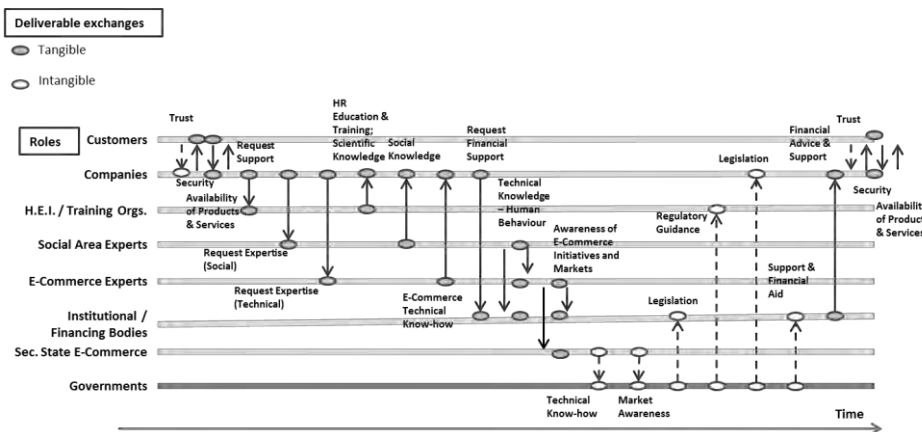 Deliverable exchanges
Tangible
Intangible
Roles
Customers
Companies
H.E.I. / Training Orgs.
Social Area Experts
E-Commerce Experts
Institutional /
Financing Bodies
Sec. State E-Commerce
Governments
Trust
Security
Availability
of Products
& Services
Request
Support
Request Expertise
(Social)
Request Expertise
(Technical)
HR
Education &
Training;
Scientific
Knowledge
Social
Knowledge
E-Commerce
Technical
Know-how
Request
Financial
Support
Technical
Knowledge
– Human
Behaviour
Awareness of
E-Commerce
Initiatives and
Markets
Technical
Know-how
Market
Awareness
Legislation
Regulatory
Guidance
Legislation
Support &
Financial
Aid
Financial
Advice &
Support
Trust
Security
Availabilit
of Product
& Services
Time